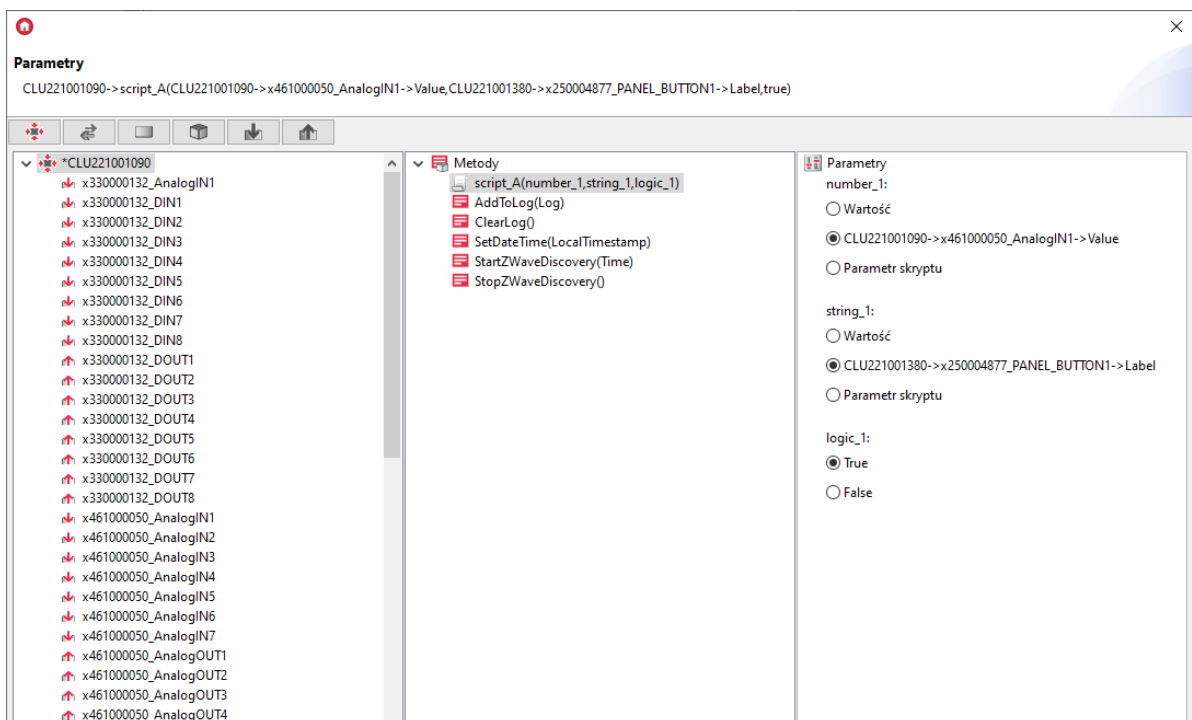 Parametry
CLU221001090->script_A(CLU221001090->x461000050_AnalogIN1->Value,CLU221001380->x250004877_PANEL_BUTTON1->Label,true)
*CLU221001090
x330000132_AnalogIN1
x330000132_DIN1
x330000132_DIN2
x330000132_DIN3
x330000132_DIN4
x330000132_DIN5
x330000132_DIN6
x330000132_DIN7
x330000132_DIN8
x330000132_DOUT1
x330000132_DOUT2
x330000132_DOUT3
x330000132_DOUT4
x330000132_DOUT5
x330000132_DOUT6
x330000132_DOUT7
x330000132_DOUT8
x461000050_AnalogIN1
x461000050_AnalogIN2
x461000050_AnalogIN3
x461000050_AnalogIN4
x461000050_AnalogIN5
x461000050_AnalogIN6
x461000050_AnalogIN7
x461000050_AnalogOUT1
x461000050_AnalogOUT2
x461000050_AnalogOUT3
x461000050_AnalogOUT4
Metody
script_A(number_1,string_1,logic_1)
AddToLog(Log)
ClearLog()
SetDateTime(LocalTimestamp)
StartZWaveDiscovery(Time)
StopZWaveDiscovery()
Parametry
number_1:
Wartość
CLU221001090->x461000050_AnalogIN1->Value
Parametr skryptu
string_1:
Wartość
CLU221001380->x250004877_PANEL_BUTTON1->Label
Parametr skryptu
logic_1:
True
False